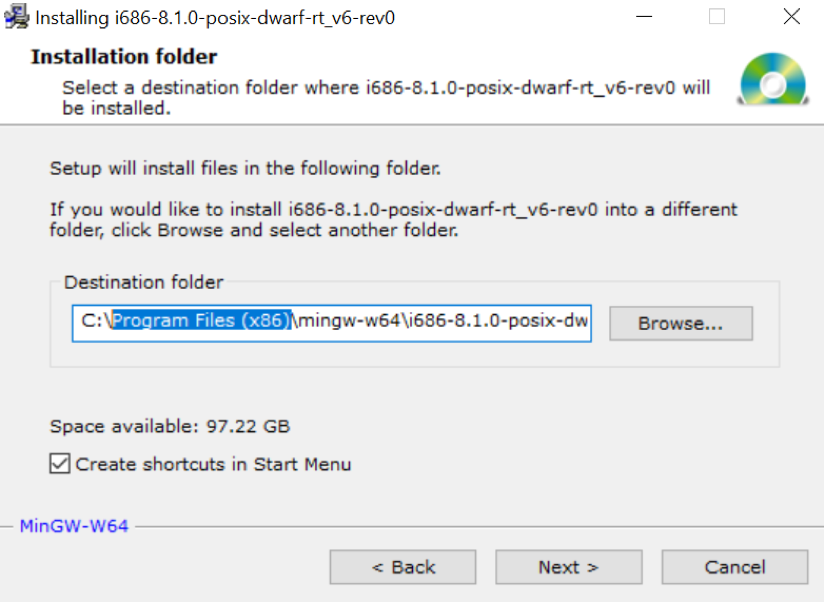 Installing i686-8.1.0-posix-dwarf-rt_v6-rev0
Installation folder
Select a destination folder where i686-8.1.0-posix-dwarf-rt_v6-rev0 will
be installed.
Setup will install files in the following folder.
If you would like to install i686-8.1.0-posix-dwarf-rt_v6-rev0 into a different
folder, click Browse and select another folder.
Destination folder
C:\Program Files (x86)\mingw-w64\i686-8.1.0-posix-dw
Browse...
Space available: 97.22 GB
Create shortcuts in Start Menu
MinGW-W64
< Back
Next >
Cancel